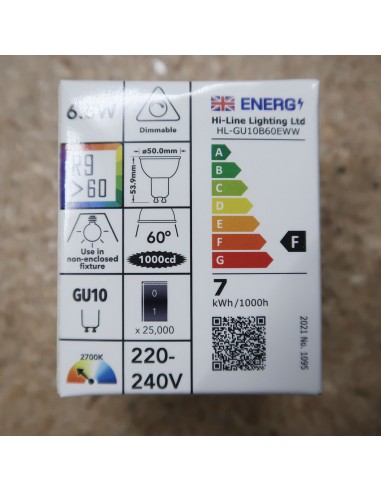 6.5W
Dimmable
R9
>60
ø50.0mm
53.9mm
Use in
non-enclosed
fixture
60°
1000cd
GU10
0
1
x 25,000
2700K
220-
240V
ENERG
Hi-Line Lighting Ltd
HL-GU10B60EWW
A
B
C
D
E
F
G
F
7
kWh/1000h
2021 No. 1095